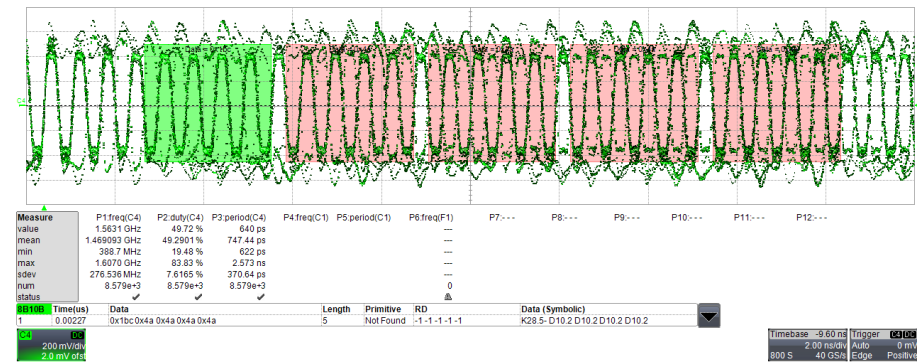 C4
Measure P1:freq(C4) P2:duty(C4) P3:period(C4) P4:freq(C1) P5:period(C1) P6:freq(F1) P7:- - - P8:- - - P9:- - - P10:- - - P11:- - - P12:- - -
value 1.5631 GHz 49.72 % 640 ps ---
mean 1.469093 GHz 49.2901 % 747.44 ps ---
min 388.7 MHz 19.48 % 622 ps ---
max 1.6070 GHz 83.83 % 2.573 ns ---
sdev 276.536 MHz 7.6165 % 370.64 ps ---
num 8.579e+3 8.579e+3 8.579e+3 0
status
8B10B Time(us) Data Length Primitive RD Data (Symbolic)
1 0.00227 0x1bc 0x4a 0x4a 0x4a 0x4a 5 Not Found -1 -1 -1 -1 -1 K28.5- D10.2 D10.2 D10.2 D10.2
C4 DC
200 mV/div
2.0 mV ofst
Timebase -9.60 ns
2.00 ns/div
800 S 40 GS/s
Trigger C4 DC
Auto 0 mV
Edge Positive